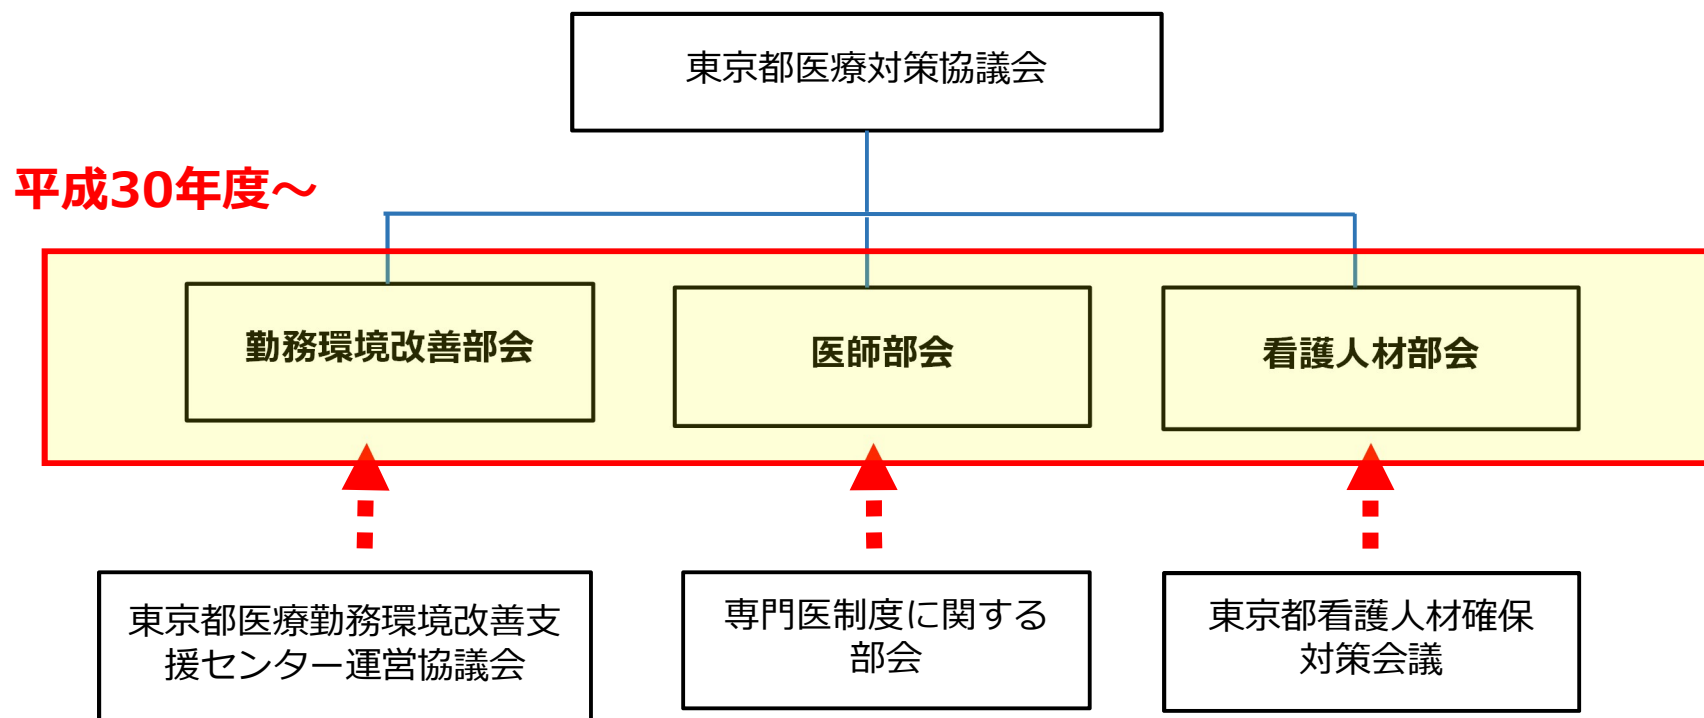 東京都医療対策協議会
平成30年度～
勤務環境改善部会
医師部会
看護人材部会
東京都医療勤務環境改善支
援センター運営協議会
専門医制度に関する
部会
東京都看護人材確保
対策会議